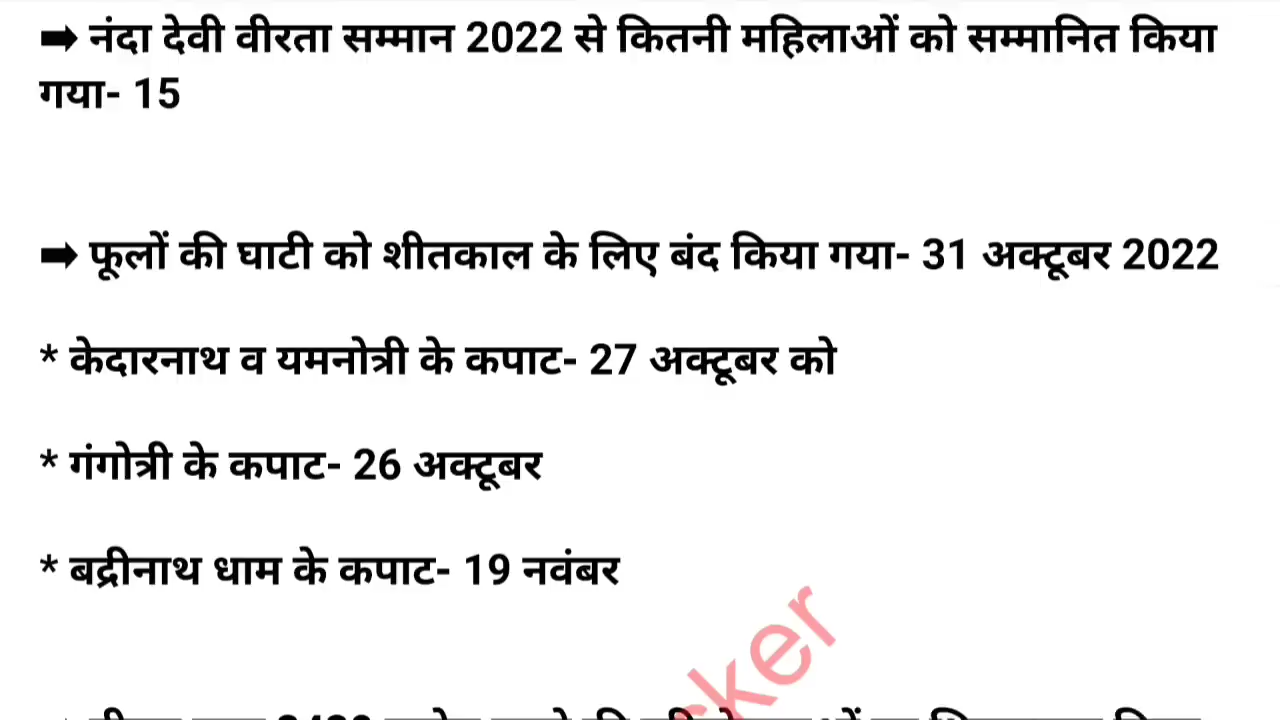 ➡ नंदा देवी वीरता सम्मान 2022 से कितनी महिलाओं को सम्मानित किया
गया- 15
➡ फूलों की घाटी को शीतकाल के लिए बंद किया गया- 31 अक्टूबर 2022
* केदारनाथ व यमनोत्री के कपाट- 27 अक्टूबर को
* गंगोत्री के कपाट- 26 अक्टूबर
* बद्रीनाथ धाम के कपाट- 19 नवंबर